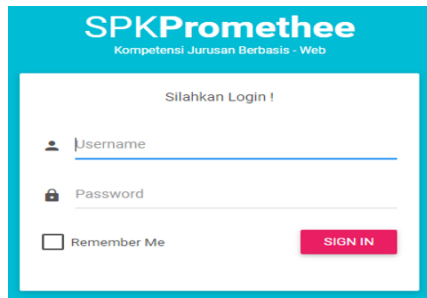 SPKPromethee
Kompetensi Jurusan Berbasis - Web
Silahkan Login !
Username
Password
Remember Me
SIGN IN